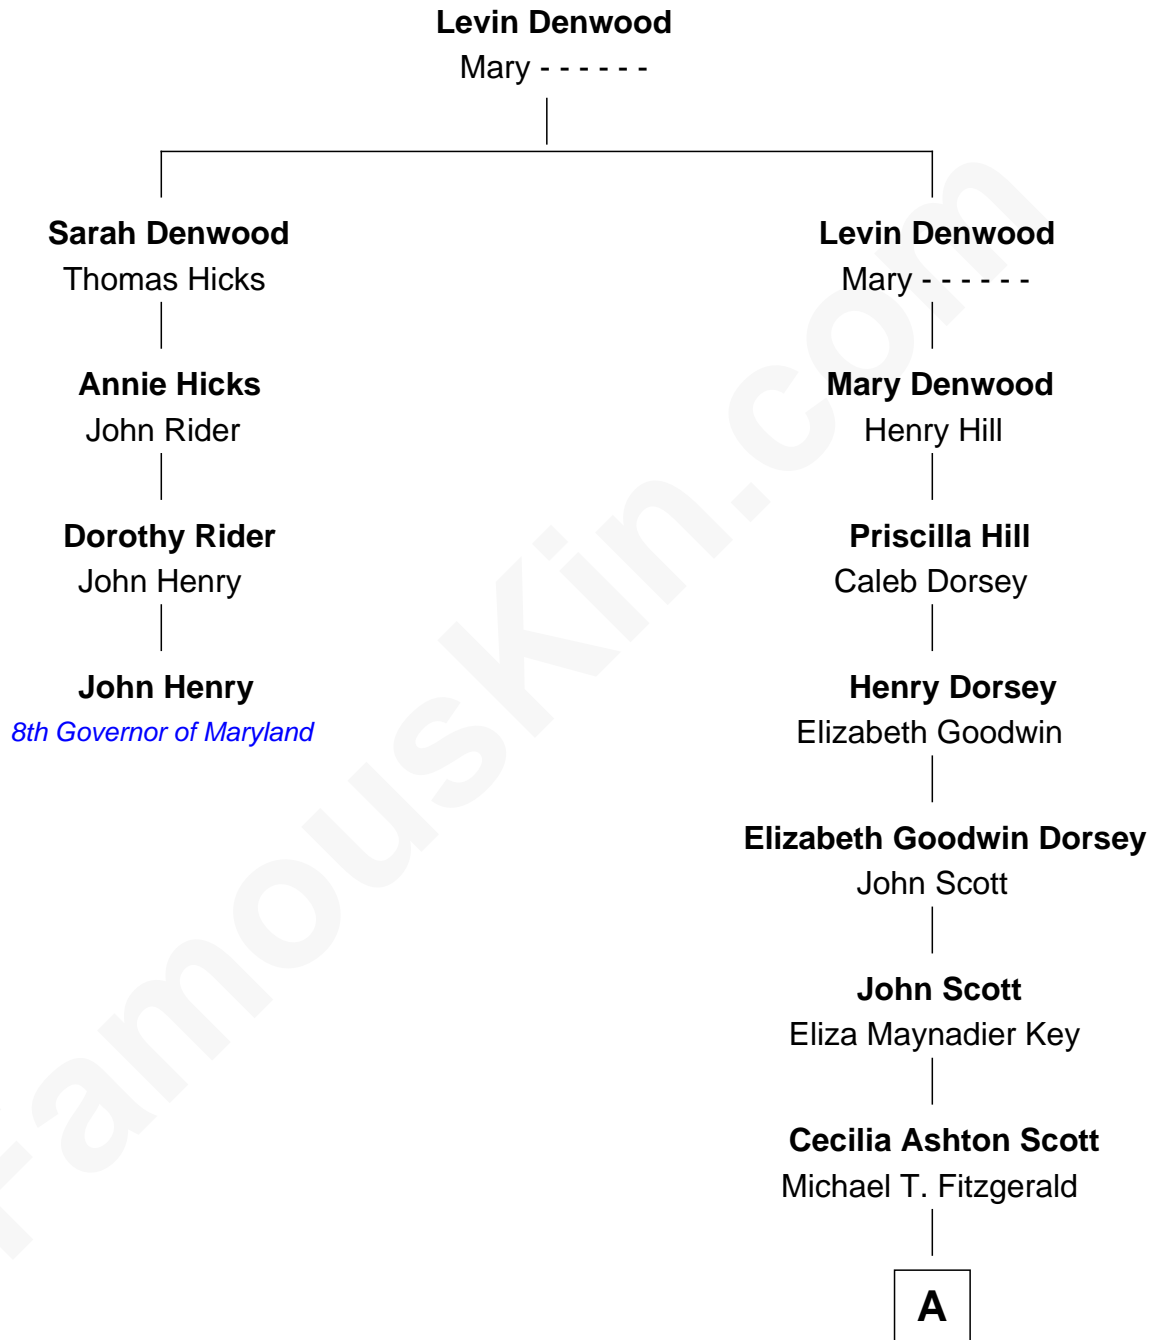 Levin Denwood
Mary - - - - - -
Sarah Denwood
Thomas Hicks
Annie Hicks
John Rider
Dorothy Rider
John Henry
John Henry
8th Governor of Maryland
Levin Denwood
Mary - - - - - -
Mary Denwood
Henry Hill
Priscilla Hill
Caleb Dorsey
Henry Dorsey
Elizabeth Goodwin
Elizabeth Goodwin Dorsey
John Scott
John Scott
Eliza Maynadier Key
Cecilia Ashton Scott
Michael T. Fitzgerald
A
FamousKin.com